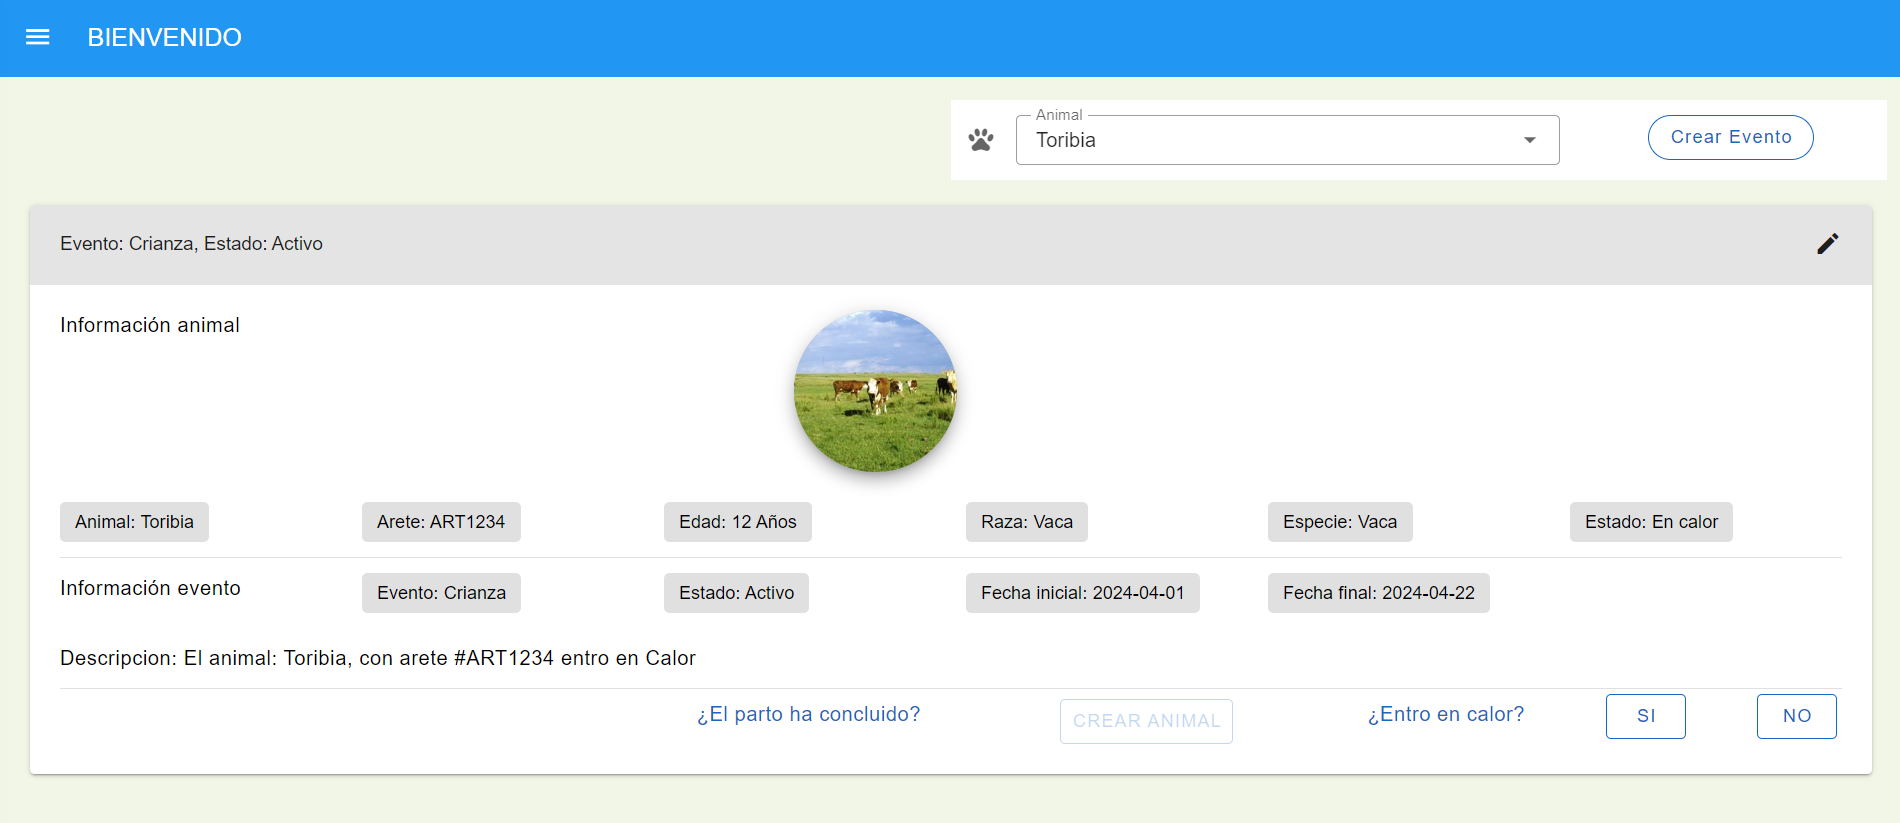 BIENVENIDO
Animal
Toribia
Crear Evento
Evento: Crianza, Estado: Activo
Información animal
Animal: Toribia
Arete: ART1234
Edad: 12 Años
Raza: Vaca
Especie: Vaca
Estado: En calor
Información evento
Evento: Crianza
Estado: Activo
Fecha inicial: 2024-04-01
Fecha final: 2024-04-22
Descripcion: El animal: Toribia, con arete #ART1234 entro en Calor
¿El parto ha concluido?
CREAR ANIMAL
¿Entro en calor?
SI
NO